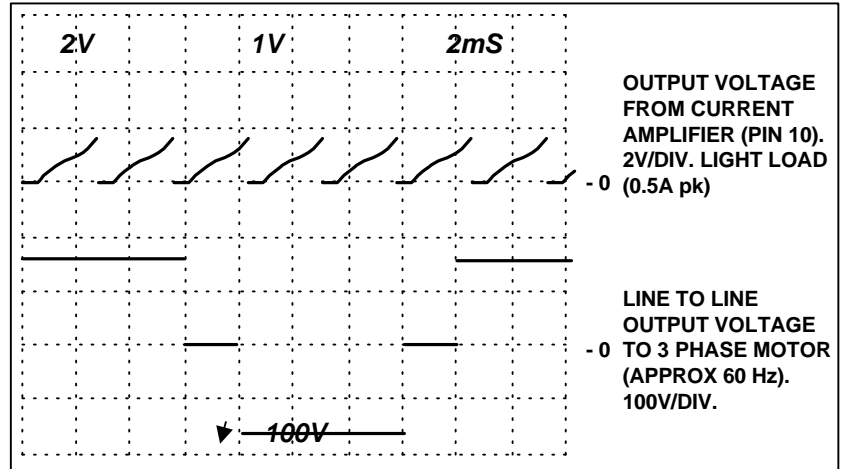 2V 1V 2mS
OUTPUT VOLTAGE
FROM CURRENT
AMPLIFIER (PIN 10).
2V/DIV. LIGHT LOAD
- 0 (0.5A pk)
LINE TO LINE
OUTPUT VOLTAGE
- 0 TO 3 PHASE MOTOR
(APPROX 60 Hz).
100V/DIV.
100V